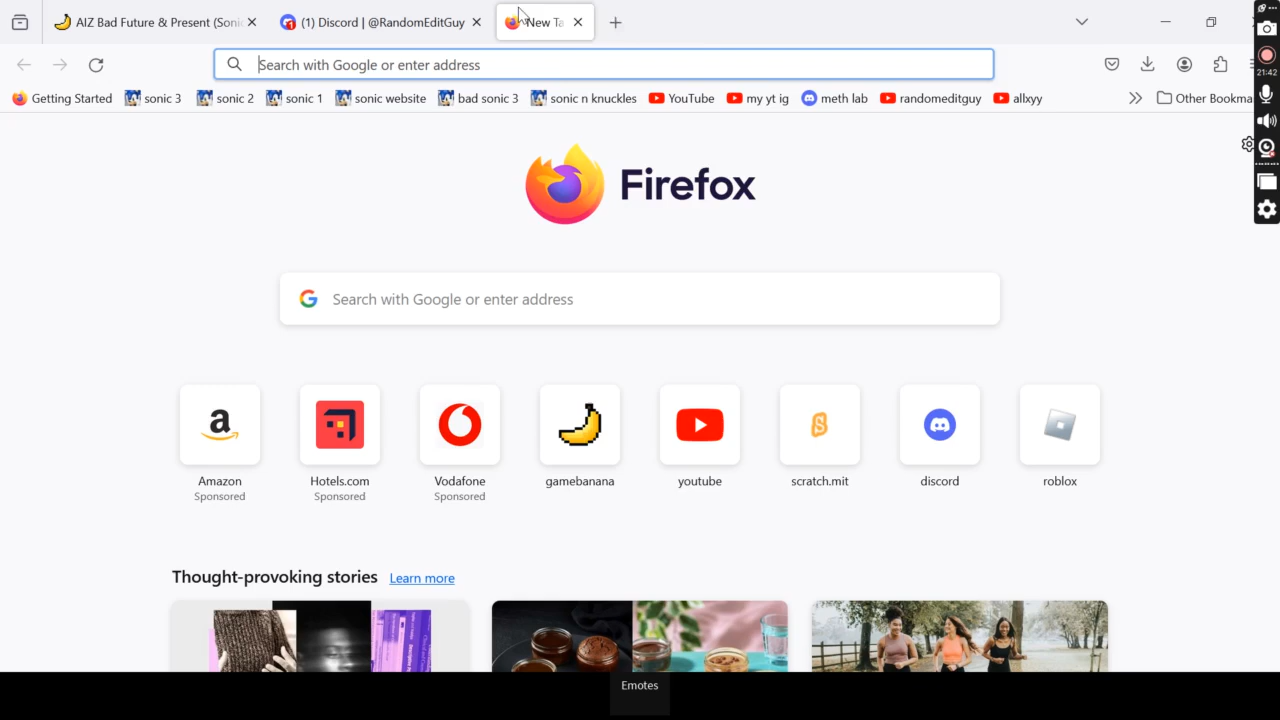 AIZ Bad Future & Present (Sonic
(1) Discord | @RandomEditGuy
New Ta
Search with Google or enter address
21:42
Getting Started
sonic 3
sonic 2
sonic 1
sonic website
bad sonic 3
sonic n knuckles
YouTube
my yt ig
meth lab
randomeditguy
allxyy
Other Bookma
Firefox
Search with Google or enter address
a
Amazon
Sponsored
Hotels.com
Sponsored
Vodafone
Sponsored
gamebanana
youtube
scratch.mit
discord
roblox
Thought-provoking stories
Learn more
Emotes